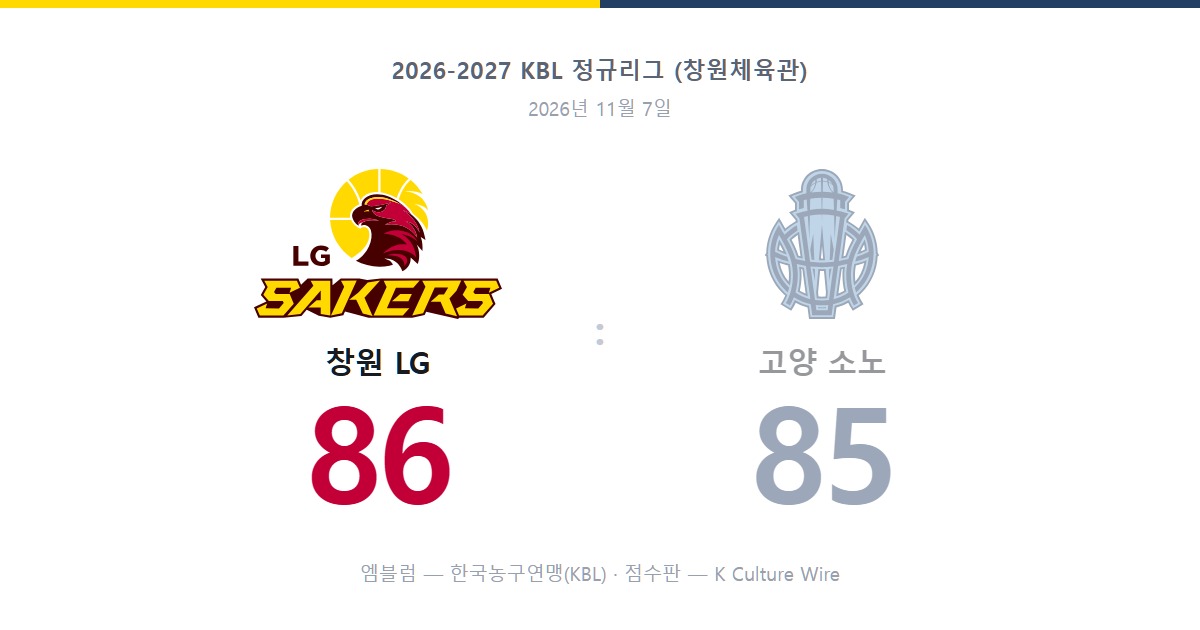 2026-2027 KBL 정규리그 (창원체육관)
2026년 11월 7일
LG
SAKERS
:
창원 LG
고양 소노
86
85
엠블럼 — 한국농구연맹(KBL) · 점수판 — K Culture Wire